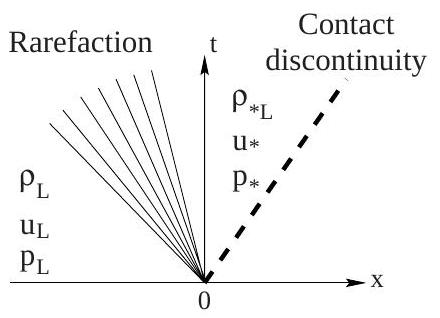 Rarefaction
t
Contact
discontinuity
ρ*L
u*
p*
ρL
uL
pL
x
0